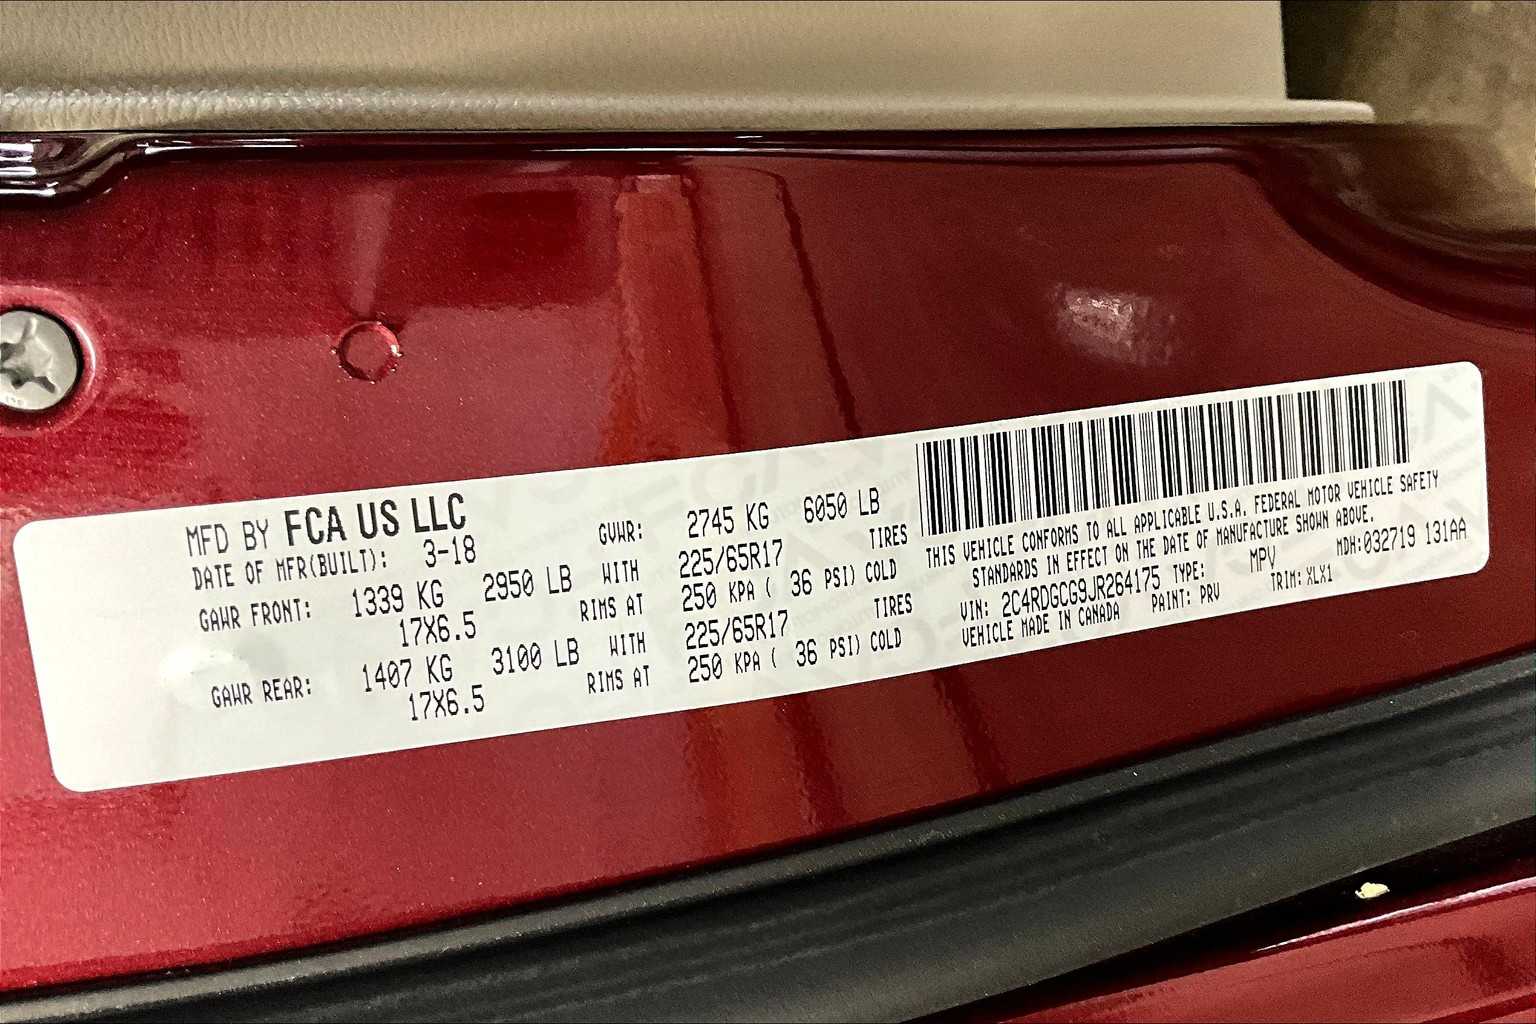 MFD BY FCA US LLC
DATE OF MFR(BUILT): 3-18
GVWR: 2745 KG 6050 LB
GAWR FRONT: 1339 KG 2950 LB WITH 225/65R17 TIRES
17X6.5 RIMS AT 250 KPA ( 36 PSI) COLD
GAWR REAR: 1407 KG 3100 LB WITH 225/65R17 TIRES
17X6.5 RIMS AT 250 KPA ( 36 PSI) COLD
THIS VEHICLE CONFORMS TO ALL APPLICABLE U.S.A. FEDERAL MOTOR VEHICLE SAFETY
STANDARDS IN EFFECT ON THE DATE OF MANUFACTURE SHOWN ABOVE.
MDH:032719 131AA
VIN: 2C4RDGCG9JR264175 TYPE: MPV
VEHICLE MADE IN CANADA PAINT: PRV TRIM: XLX1